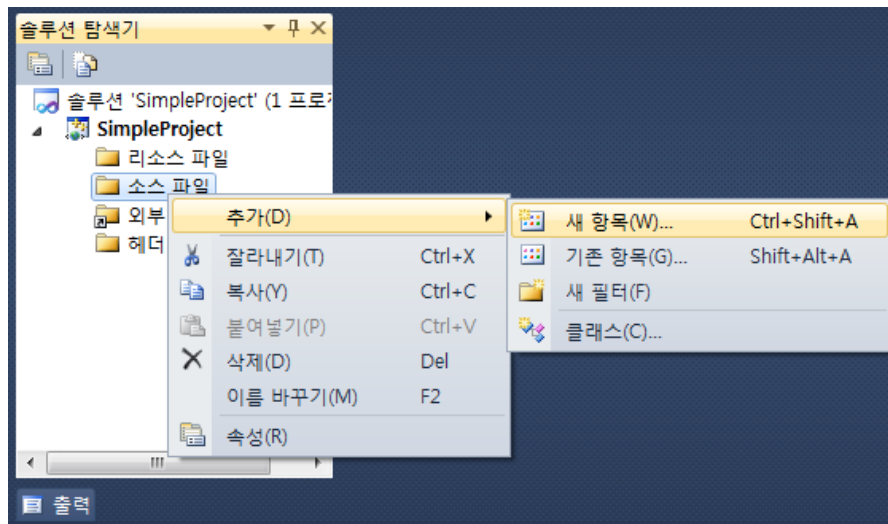 솔루션 탐색기
솔루션 'SimpleProject' (1 프로
SimpleProject
리소스 파일
소스 파일
외부
헤더
추가(D)
잘라내기(T) Ctrl+X
복사(Y) Ctrl+C
붙여넣기(P) Ctrl+V
삭제(D) Del
이름 바꾸기(M) F2
속성(R)
새 항목(W)... Ctrl+Shift+A
기존 항목(G)... Shift+Alt+A
새 필터(F)
클래스(C)...
출력